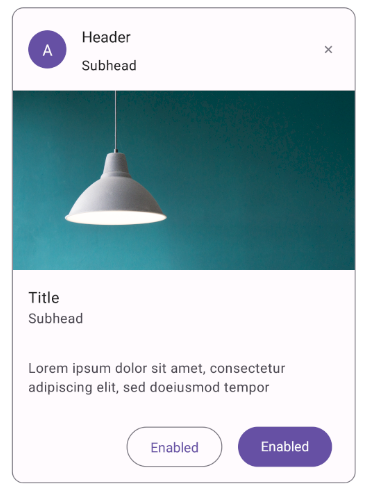 A
Header
Subhead
Title
Subhead
Lorem ipsum dolor sit amet, consectetur
adipiscing elit, sed doeiusmod tempor
Enabled
Enabled